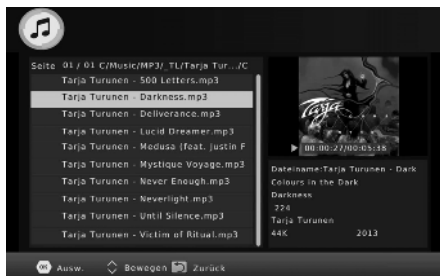 Seite 01 / 01 C/Music/MP3/_TL/Tarja Tur.../C
Tarja Turunen - 500 Letters.mp3
Tarja Turunen - Darkness.mp3
Tarja Turunen - Deliverance.mp3
Tarja Turunen - Lucid Dreamer.mp3
Tarja Turunen - Medusa (feat. Justin F
Tarja Turunen - Mystique Voyage.mp3
Tarja Turunen - Never Enough.mp3
Tarja Turunen - Neverlight.mp3
Tarja Turunen - Until Silence.mp3
Tarja Turunen - Victim of Ritual.mp3
Tarja
00:00:27/00:05:38
Dateiname:Tarja Turunen - Dark
Colours in the Dark
Darkness
224
Tarja Turunen
44K 2013
OK Ausw. Bewegen Zurück